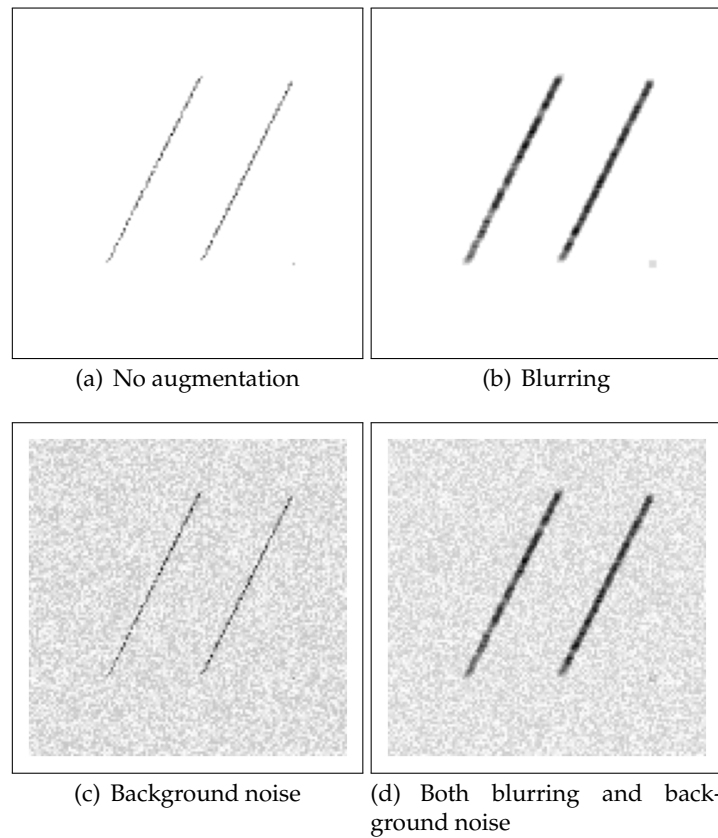 (a) No augmentation
(b) Blurring
(c) Background noise
(d) Both blurring and back-
ground noise